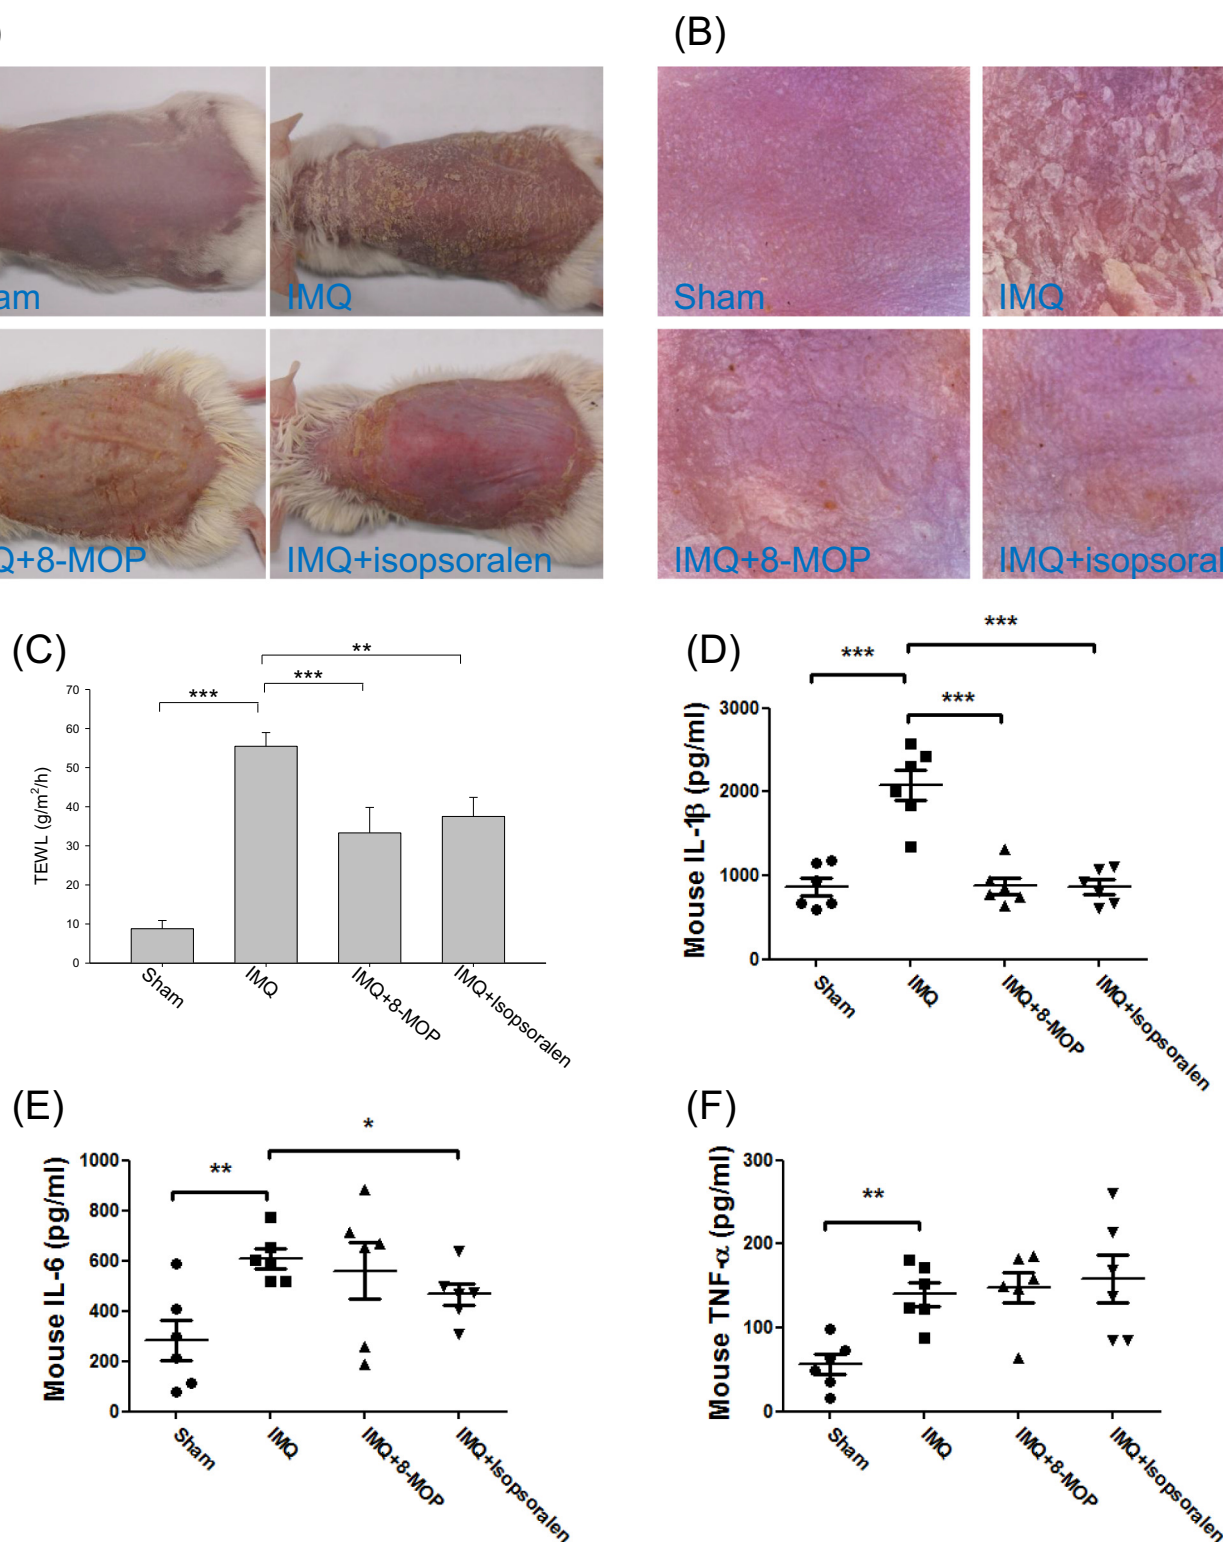 )
(B)
am
IMQ
Sham
IMQ
Q+8-MOP
IMQ+isopsoralen
IMQ+8-MOP
IMQ+isopsoral
(C)
**
***
***
70
60
50
40
30
20
10
0
TEWL (g/m²/h)
Sham
IMQ
IMQ+8-MOP
IMQ+Isopsoralen
(D)
***
***
***
3000
2000
1000
0
Mouse IL-1β (pg/ml)
Sham
IMQ
IMQ+8-MOP
IMQ+Isopsoralen
(E)
*
**
1000
800
600
400
200
0
Mouse IL-6 (pg/ml)
Sham
IMQ
IMQ+8-MOP
IMQ+Isopsoralen
(F)
**
300
200
100
0
Mouse TNF-α (pg/ml)
Sham
IMQ
IMQ+8-MOP
IMQ+Isopsoralen